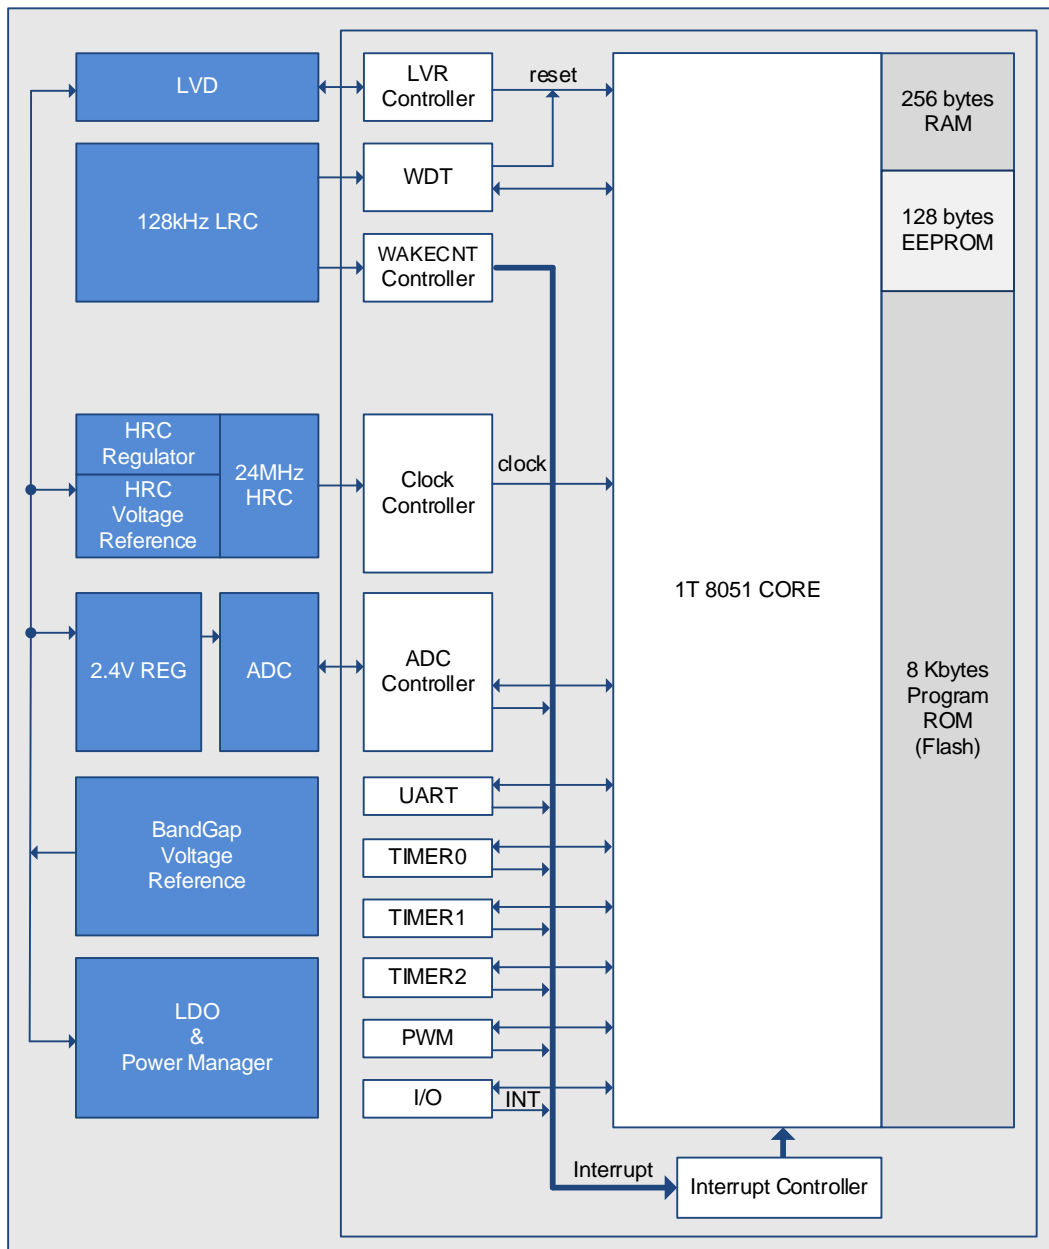 LVD
LVR
Controller
reset
256 bytes
RAM
128kHz LRC
WDT
128 bytes
EEPROM
WAKECNT
Controller
HRC
Regulator
HRC
Voltage
Reference
24MHz
HRC
Clock
Controller
clock
1T 8051 CORE
2.4V REG
ADC
ADC
Controller
8 Kbytes
Program
ROM
(Flash)
BandGap
Voltage
Reference
UART
TIMER0
TIMER1
TIMER2
LDO
&
Power Manager
PWM
I/O
INT
Interrupt
Interrupt Controller